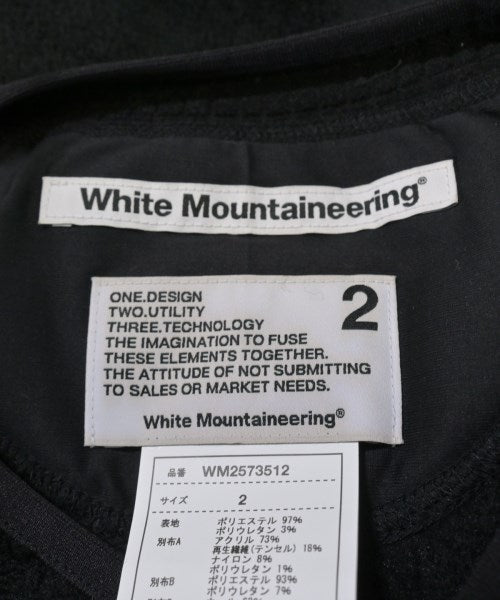 White Mountaineering®
ONE.DESIGN
TWO.UTILITY
THREE.TECHNOLOGY
THE IMAGINATION TO FUSE
THESE ELEMENTS TOGETHER.
THE ATTITUDE OF NOT SUBMITTING
TO SALES OR MARKET NEEDS.
2
White Mountaineering®
品番 WM2573512
サイズ 2
表地 ポリエステル 97%
ポリウレタン 3%
別布A アクリル 73%
再生繊維(テンセル) 18%
ナイロン 8%
ポリウレタン 1%
別布B ポリエステル 93%
ポリウレタン 7%